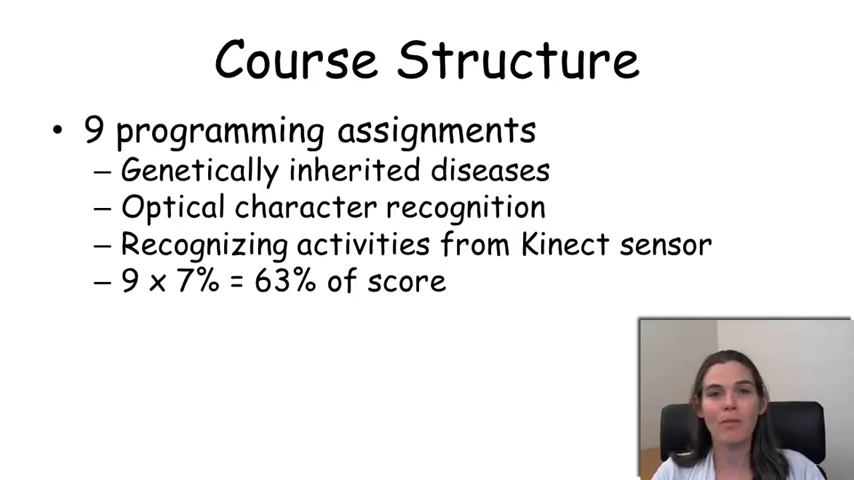 Course Structure
• 9 programming assignments
– Genetically inherited diseases
– Optical character recognition
– Recognizing activities from Kinect sensor
– 9 x 7% = 63% of score